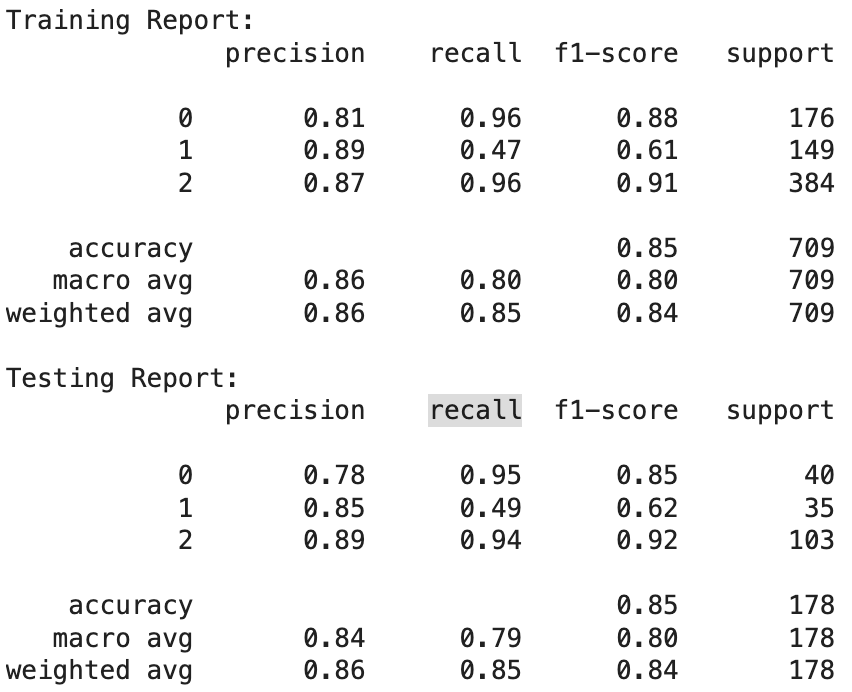 Training Report:
precision recall f1-score support
0 0.81 0.96 0.88 176
1 0.89 0.47 0.61 149
2 0.87 0.96 0.91 384
accuracy 0.85 709
macro avg 0.86 0.80 0.80 709
weighted avg 0.86 0.85 0.84 709
Testing Report:
precision recall f1-score support
0 0.78 0.95 0.85 40
1 0.85 0.49 0.62 35
2 0.89 0.94 0.92 103
accuracy 0.85 178
macro avg 0.84 0.79 0.80 178
weighted avg 0.86 0.85 0.84 178